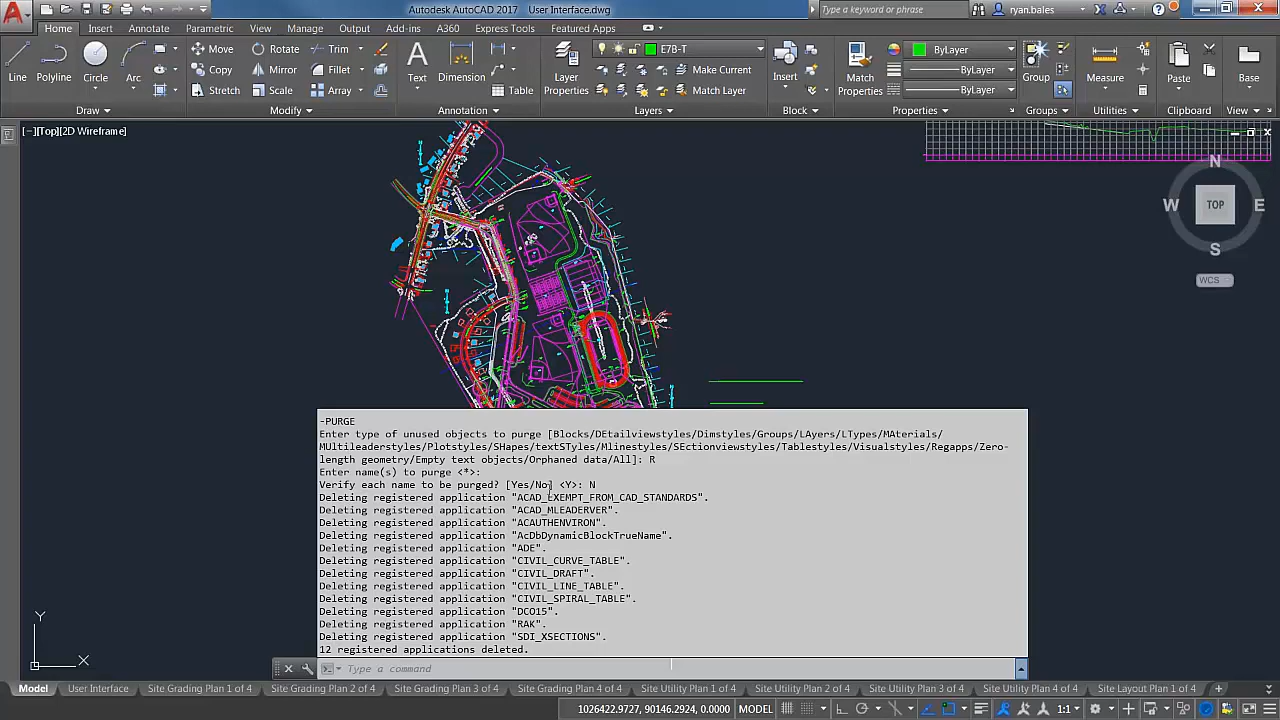 Autodesk AutoCAD 2017 User Interface.dwg
Type a keyword or phrase
ryan.bales
Home Insert Annotate Parametric View Manage Output Add-ins A360 Express Tools Featured Apps
Line
Polyline
Circle
Arc
Draw
Move
Rotate
Trim
Copy
Mirror
Fillet
Stretch
Scale
Array
Modify
Text
Dimension
Table
Annotation
Layer
Properties
E7B-T
Make Current
Match Layer
Layers
Insert
Block
Match
Properties
ByLayer
ByLayer
ByLayer
Properties
Group
Groups
Measure
Utilities
Paste
Clipboard
Base
View
[−][Top][2D Wireframe]
N
W
TOP
E
S
WCS
Y
X
-PURGE
Enter type of unused objects to purge [Blocks/DEtailviewstyles/Dimstyles/Groups/LAyers/LTypes/MAterials/
MUltileaderstyles/Plotstyles/SHapes/textSTyles/Mlinestyles/SEctionviewstyles/Tablestyles/Visualstyles/Regapps/Zero-
length geometry/Empty text objects/Orphaned data/All]: R
Enter name(s) to purge <*>:
Verify each name to be purged? [Yes/No] <Y>: N
Deleting registered application "ACAD_EXEMPT_FROM_CAD_STANDARDS".
Deleting registered application "ACAD_MLEADERVER".
Deleting registered application "ACAUTHENVIRON".
Deleting registered application "AcDbDynamicBlockTrueName".
Deleting registered application "ADE".
Deleting registered application "CIVIL_CURVE_TABLE".
Deleting registered application "CIVIL_DRAFT".
Deleting registered application "CIVIL_LINE_TABLE".
Deleting registered application "CIVIL_SPIRAL_TABLE".
Deleting registered application "DCO15".
Deleting registered application "RAK".
Deleting registered application "SDI_XSECTIONS".
12 registered applications deleted.
Type a command
Model User Interface Site Grading Plan 1 of 4 Site Grading Plan 2 of 4 Site Grading Plan 3 of 4 Site Grading Plan 4 of 4 Site Utility Plan 1 of 4 Site Utility Plan 2 of 4 Site Utility Plan 3 of 4 Site Utility Plan 4 of 4 Site Layout Plan 1 of 4
1026422.9727, 90146.2924, 0.0000 MODEL 1:1